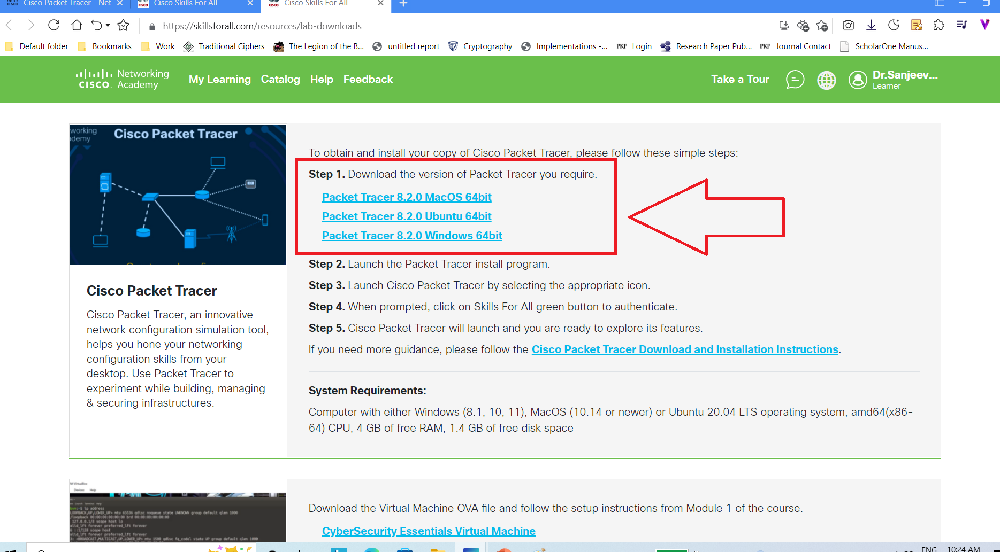 Cisco Packet Tracer - Net
Cisco Skills For All
Cisco Skills For All
https://skillsforall.com/resources/lab-downloads
Default folder
Bookmarks
Work
Traditional Ciphers
The Legion of the B...
untitled report
Cryptography
Implementations -...
PKP Login
Research Paper Pub...
PKP Journal Contact
ScholarOne Manus...
CISCO Networking Academy
My Learning
Catalog
Help
Feedback
Take a Tour
Dr.Sanjeev...
Learner
Cisco Packet Tracer
Cisco Packet Tracer
Cisco Packet Tracer, an innovative
network configuration simulation tool,
helps you hone your networking
configuration skills from your
desktop. Use Packet Tracer to
experiment while building, managing
& securing infrastructures.
To obtain and install your copy of Cisco Packet Tracer, please follow these simple steps:
Step 1. Download the version of Packet Tracer you require.
Packet Tracer 8.2.0 MacOS 64bit
Packet Tracer 8.2.0 Ubuntu 64bit
Packet Tracer 8.2.0 Windows 64bit
Step 2. Launch the Packet Tracer install program.
Step 3. Launch Cisco Packet Tracer by selecting the appropriate icon.
Step 4. When prompted, click on Skills For All green button to authenticate.
Step 5. Cisco Packet Tracer will launch and you are ready to explore its features.
If you need more guidance, please follow the Cisco Packet Tracer Download and Installation Instructions.
System Requirements:
Computer with either Windows (8.1, 10, 11), MacOS (10.14 or newer) or Ubuntu 20.04 LTS operating system, amd64(x86-
64) CPU, 4 GB of free RAM, 1.4 GB of free disk space
Devices Help
Download the Virtual Machine OVA file and follow the setup instructions from Module 1 of the course.
CyberSecurity Essentials Virtual Machine
ENG
10:24 AM